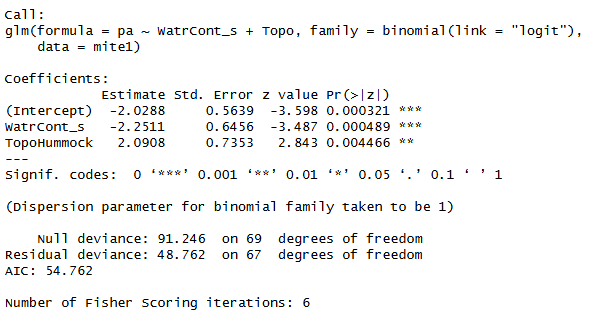 Call:
glm(formula = pa ~ WatrCont_s + Topo, family = binomial(link = "logit"),
    data = mite1)
Coefficients:
            Estimate Std. Error z value Pr(>|z|)
(Intercept)  -2.0288     0.5639  -3.598 0.000321 ***
WatrCont_s   -2.2511     0.6456  -3.487 0.000489 ***
TopoHummock   2.0908     0.7353   2.843 0.004466 **
---
Signif. codes:  0 ‘***’ 0.001 ‘**’ 0.01 ‘*’ 0.05 ‘.’ 0.1 ‘ ’ 1
(Dispersion parameter for binomial family taken to be 1)
    Null deviance: 91.246  on 69  degrees of freedom
Residual deviance: 48.762  on 67  degrees of freedom
AIC: 54.762
Number of Fisher Scoring iterations: 6